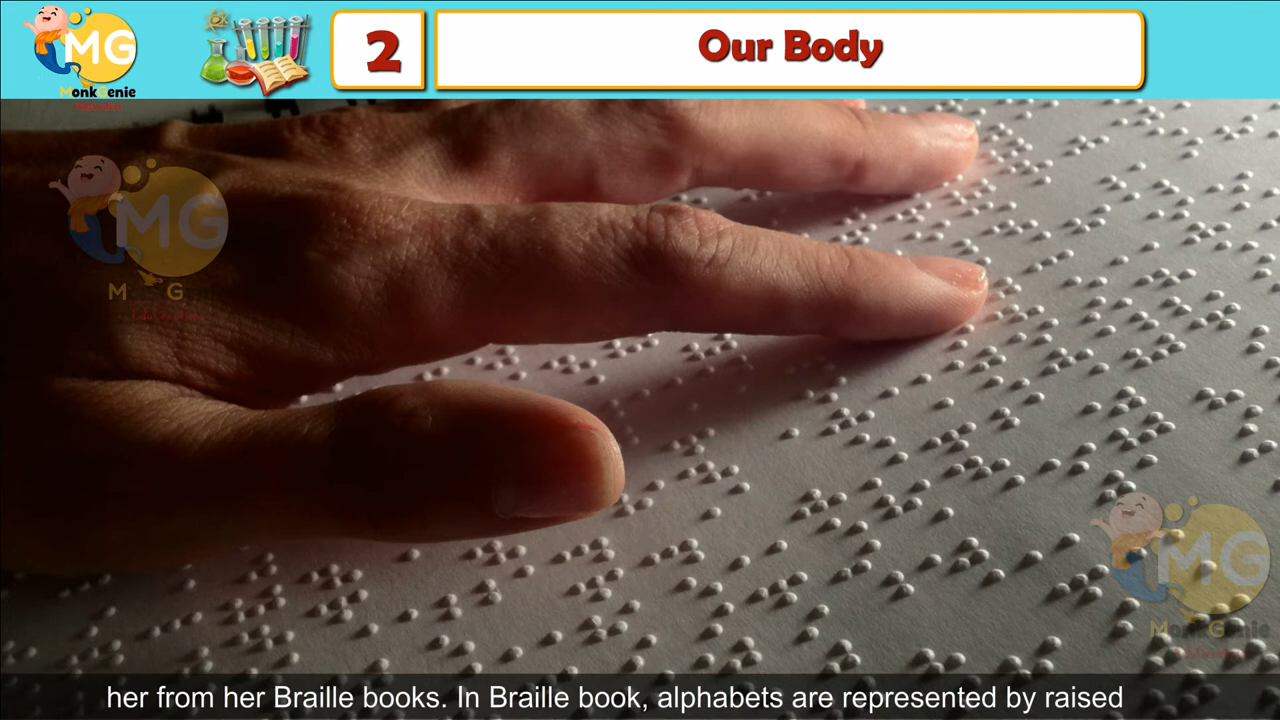 MG
MonkGenie
2
Our Body
MG
M G
MG
MonkGenie
her from her Braille books. In Braille book, alphabets are represented by raised